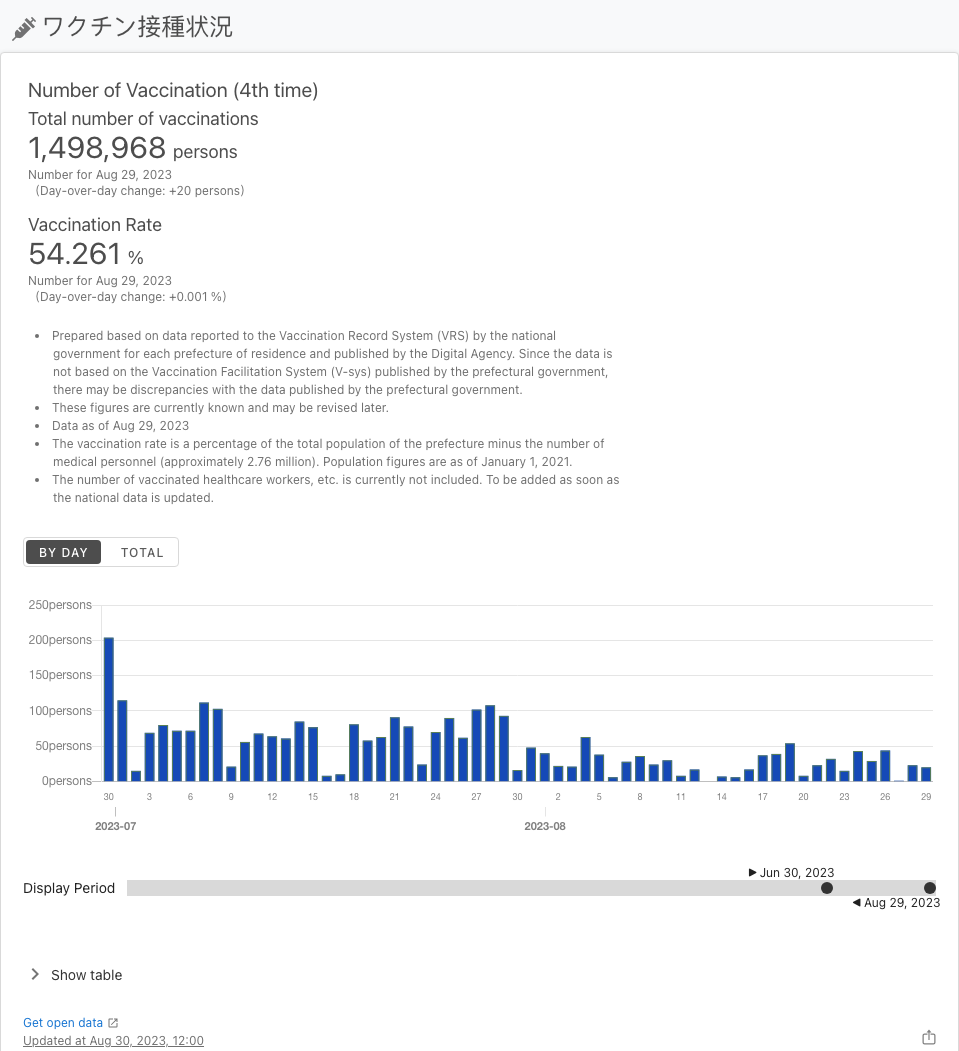 ワクチン接種状況
Number of Vaccination (4th time)
Total number of vaccinations
1,498,968 persons
Number for Aug 29, 2023
(Day-over-day change: +20 persons)
Vaccination Rate
54.261 %
Number for Aug 29, 2023
(Day-over-day change: +0.001 %)
• Prepared based on data reported to the Vaccination Record System (VRS) by the national
government for each prefecture of residence and published by the Digital Agency. Since the data is
not based on the Vaccination Facilitation System (V-sys) published by the prefectural government,
there may be discrepancies with the data published by the prefectural government.
• These figures are currently known and may be revised later.
• Data as of Aug 29, 2023
• The vaccination rate is a percentage of the total population of the prefecture minus the number of
medical personnel (approximately 2.76 million). Population figures are as of January 1, 2021.
• The number of vaccinated healthcare workers, etc. is currently not included. To be added as soon as
the national data is updated.
BY DAY TOTAL
250persons
200persons
150persons
100persons
50persons
0persons
30 3 6 9 12 15 18 21 24 27 30 2 5 8 11 14 17 20 23 26 29
2023-07 2023-08
▶ Jun 30, 2023
Display Period
◀ Aug 29, 2023
Show table
Get open data
Updated at Aug 30, 2023, 12:00